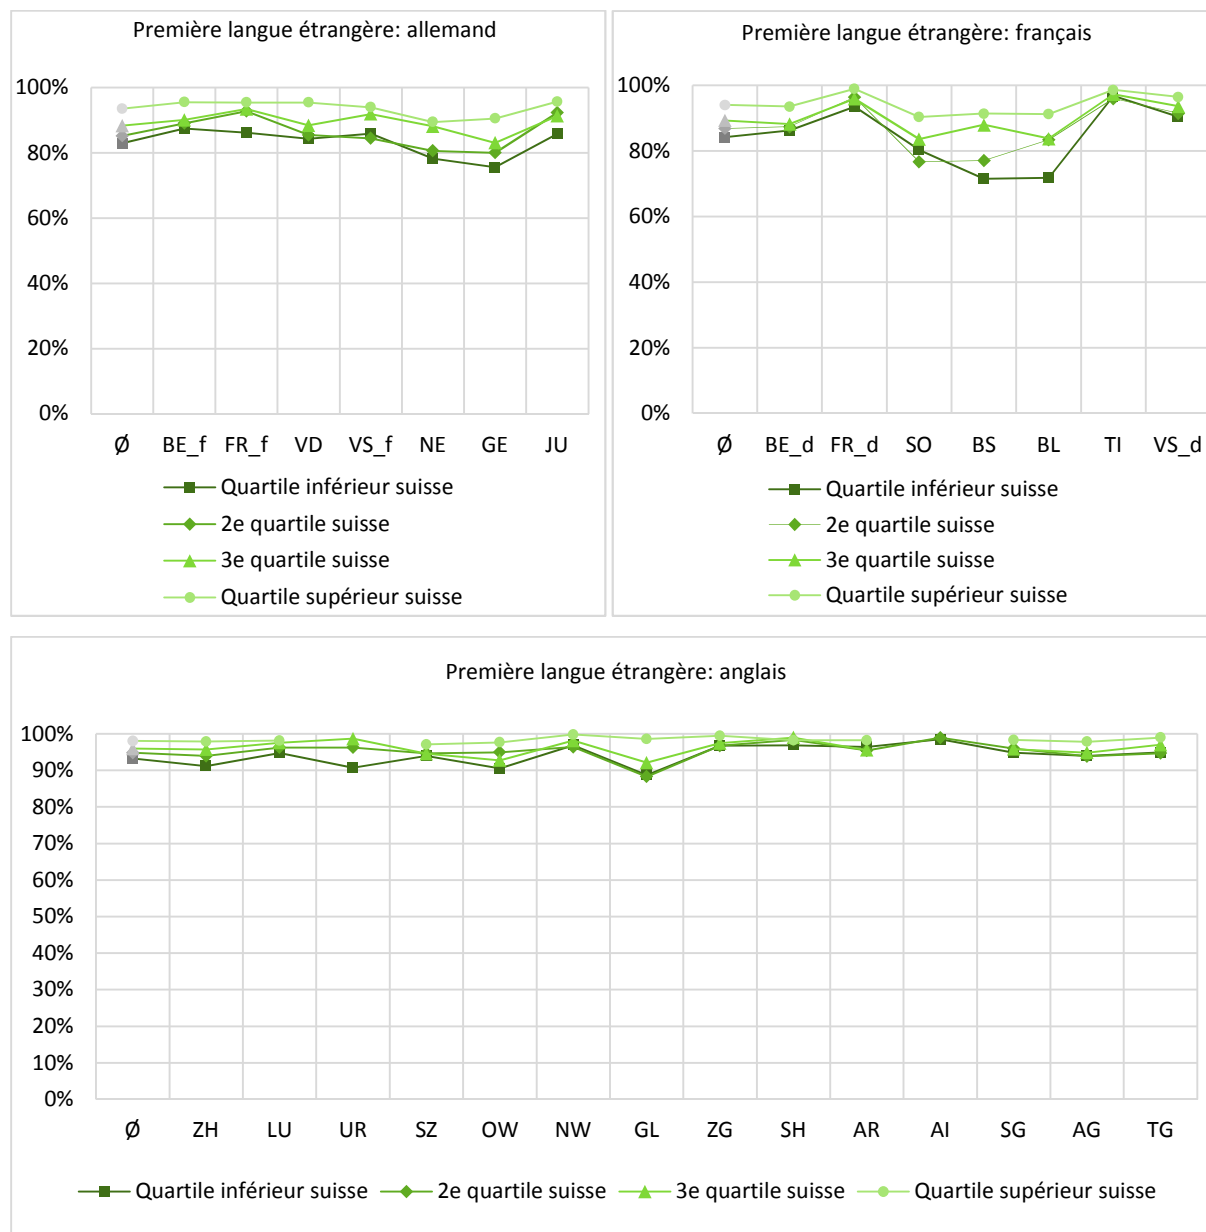 Première langue étrangère: allemand
100%
80%
60%
40%
20%
0%
Ø BE_f FR_f VD VS_f NE GE JU
Quartile inférieur suisse
2e quartile suisse
3e quartile suisse
Quartile supérieur suisse
Première langue étrangère: français
100%
80%
60%
40%
20%
0%
Ø BE_d FR_d SO BS BL TI VS_d
Quartile inférieur suisse
2e quartile suisse
3e quartile suisse
Quartile supérieur suisse
Première langue étrangère: anglais
100%
90%
80%
70%
60%
50%
40%
30%
20%
10%
0%
Ø ZH LU UR SZ OW NW GL ZG SH AR AI SG AG TG
Quartile inférieur suisse 2e quartile suisse 3e quartile suisse Quartile supérieur suisse